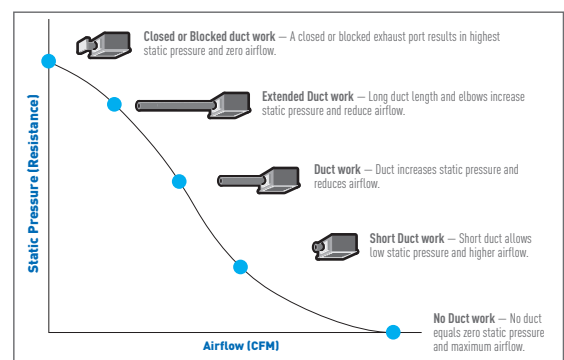 Closed or Blocked duct work — A closed or blocked exhaust port results in highest
static pressure and zero airflow.
Extended Duct work — Long duct length and elbows increase
static pressure and reduce airflow.
Duct work — Duct increases static pressure and
reduces airflow.
Short Duct work — Short duct allows
low static pressure and higher airflow.
No Duct work — No duct
equals zero static pressure
and maximum airflow.
Static Pressure (Resistance)
Airflow (CFM)